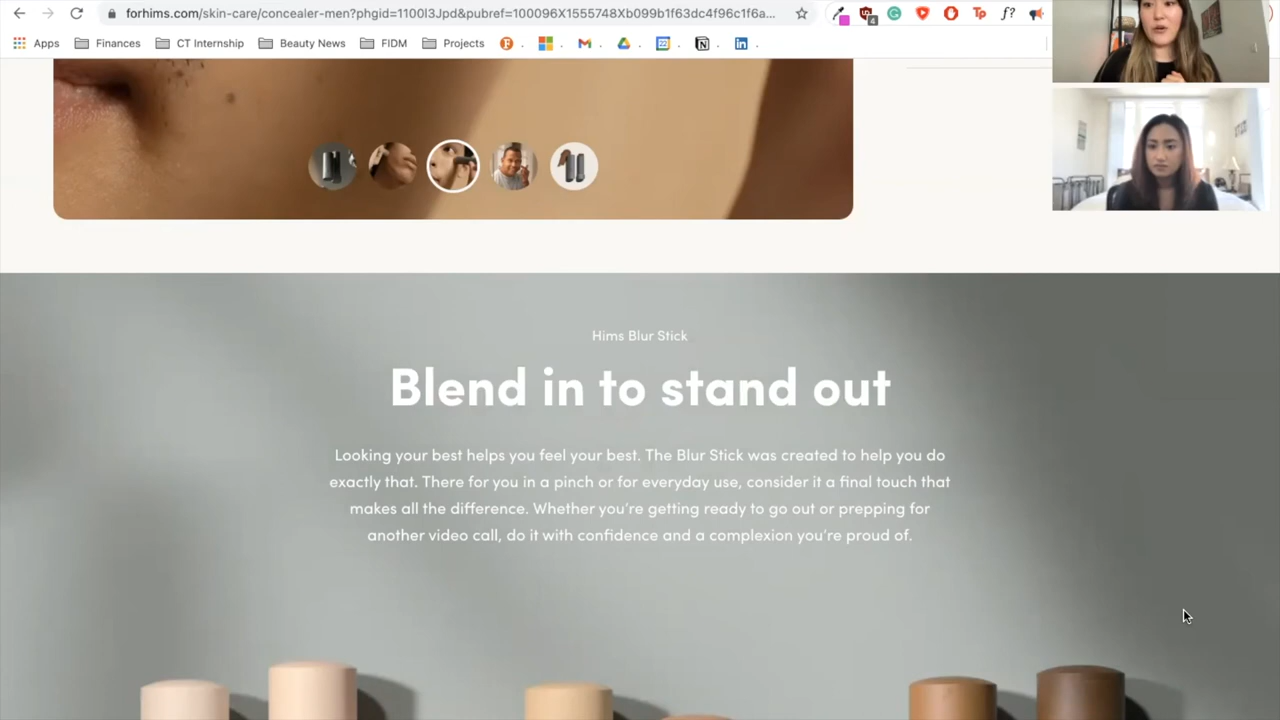 forhims.com/skin-care/concealer-men?phgid=1100l3Jpd&pubref=100096X1555748Xb099b1f63dc4f96c1f6a...
Apps Finances CT Internship Beauty News FIDM Projects
Hims Blur Stick
Blend in to stand out
Looking your best helps you feel your best. The Blur Stick was created to help you do
exactly that. There for you in a pinch or for everyday use, consider it a final touch that
makes all the difference. Whether you’re getting ready to go out or prepping for
another video call, do it with confidence and a complexion you’re proud of.